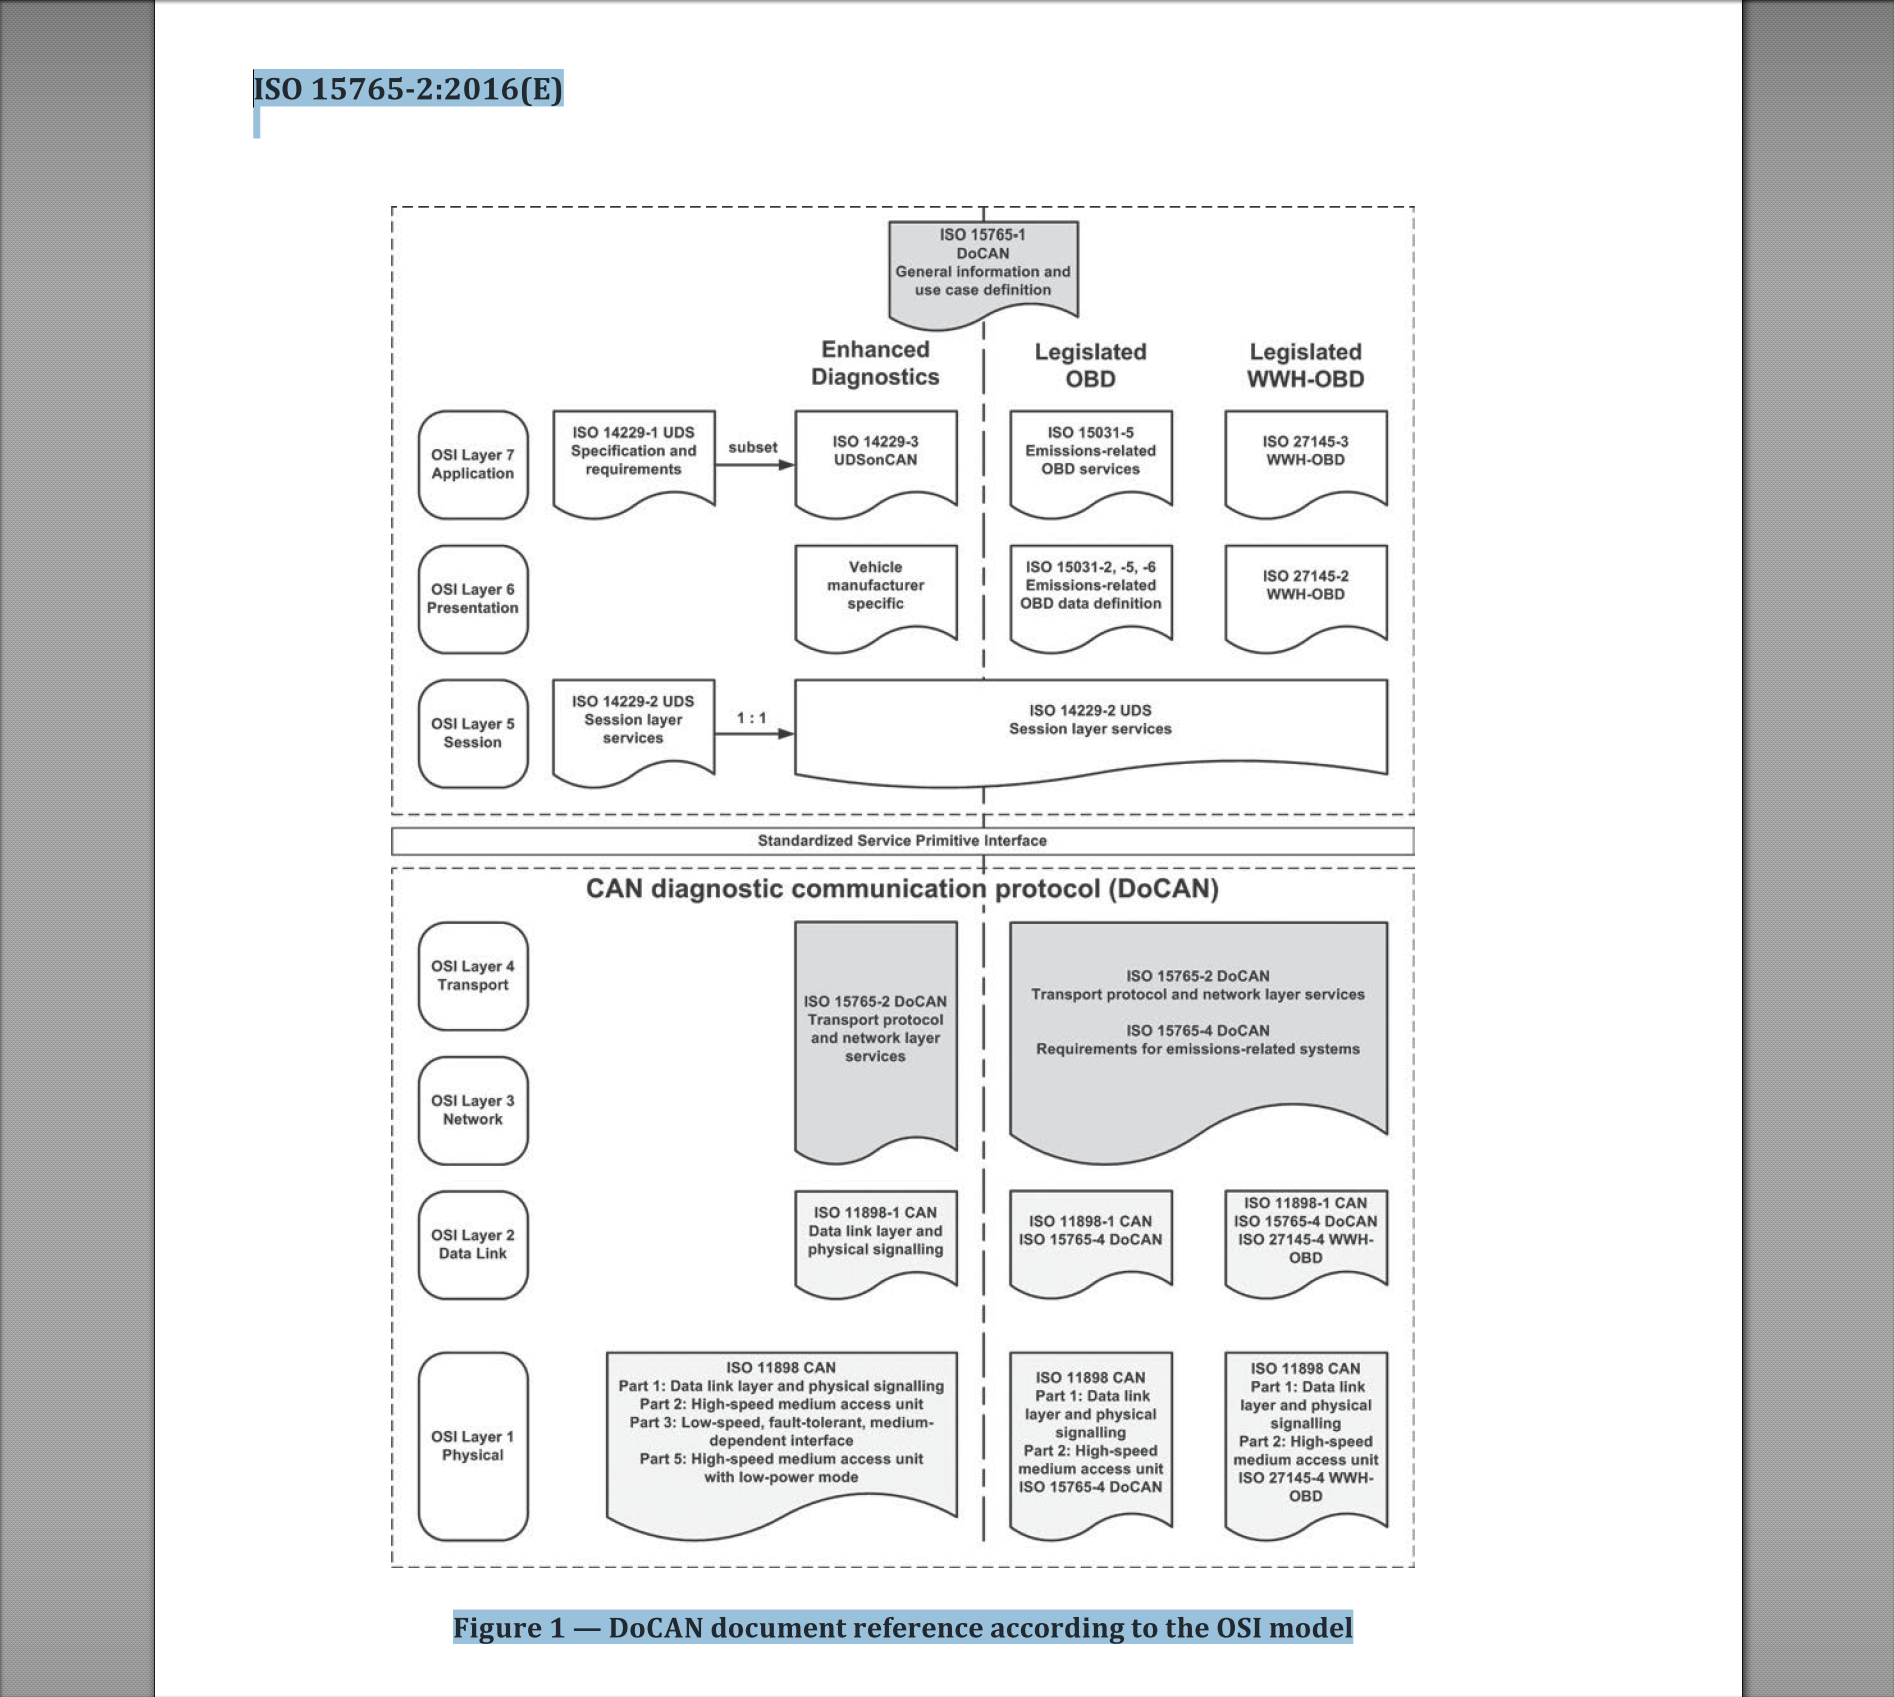 ISO 15765-2:2016(E)
ISO 15765-1
DoCAN
General information and
use case definition
Enhanced
Diagnostics
Legislated
OBD
Legislated
WWH-OBD
OSI Layer 7
Application
ISO 14229-1 UDS
Specification and
requirements
subset
ISO 14229-3
UDSonCAN
ISO 15031-5
Emissions-related
OBD services
ISO 27145-3
WWH-OBD
OSI Layer 6
Presentation
Vehicle
manufacturer
specific
ISO 15031-2, -5, -6
Emissions-related
OBD data definition
ISO 27145-2
WWH-OBD
OSI Layer 5
Session
ISO 14229-2 UDS
Session layer
services
1 : 1
ISO 14229-2 UDS
Session layer services
Standardized Service Primitive Interface
CAN diagnostic communication protocol (DoCAN)
OSI Layer 4
Transport
ISO 15765-2 DoCAN
Transport protocol
and network layer
services
ISO 15765-2 DoCAN
Transport protocol and network layer services
ISO 15765-4 DoCAN
Requirements for emissions-related systems
OSI Layer 3
Network
OSI Layer 2
Data Link
ISO 11898-1 CAN
Data link layer and
physical signalling
ISO 11898-1 CAN
ISO 15765-4 DoCAN
ISO 11898-1 CAN
ISO 15765-4 DoCAN
ISO 27145-4 WWH-
OBD
OSI Layer 1
Physical
ISO 11898 CAN
Part 1: Data link layer and physical signalling
Part 2: High-speed medium access unit
Part 3: Low-speed, fault-tolerant, medium-
dependent interface
Part 5: High-speed medium access unit
with low-power mode
ISO 11898 CAN
Part 1: Data link
layer and physical
signalling
Part 2: High-speed
medium access unit
ISO 15765-4 DoCAN
ISO 11898 CAN
Part 1: Data link
layer and physical
signalling
Part 2: High-speed
medium access unit
ISO 27145-4 WWH-
OBD
Figure 1 — DoCAN document reference according to the OSI model